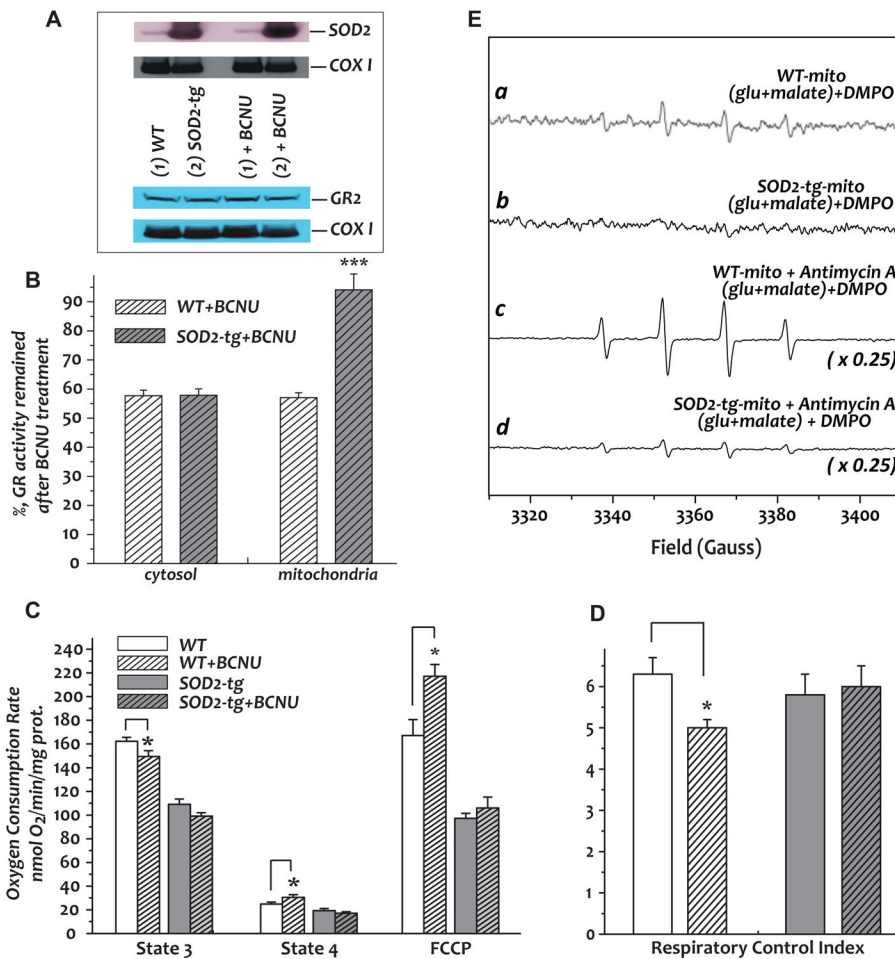 A
SOD2
COX I
(1) WT
(2) SOD2-tg
(1) + BCNU
(2) + BCNU
GR2
COX I
B
***
WT+BCNU
SOD2-tg+BCNU
%, GR activity remained
after BCNU treatment
90
80
70
60
50
40
30
20
10
0
cytosol
mitochondria
C
WT
WT+BCNU
SOD2-tg
SOD2-tg+BCNU
Oxygen Consumption Rate
nmol O2/min/mg prot.
240
220
200
180
160
140
120
100
80
60
40
20
0
*
*
*
State 3
State 4
FCCP
D
6
5
4
3
2
1
0
*
Respiratory Control Index
E
a
WT-mito
(glu+malate)+DMPO
b
SOD2-tg-mito
(glu+malate)+DMPO
c
WT-mito + Antimycin A
(glu+malate)+DMPO
( x 0.25)
d
SOD2-tg-mito + Antimycin A
(glu+malate) + DMPO
( x 0.25)
3320
3340
3360
3380
3400
Field (Gauss)